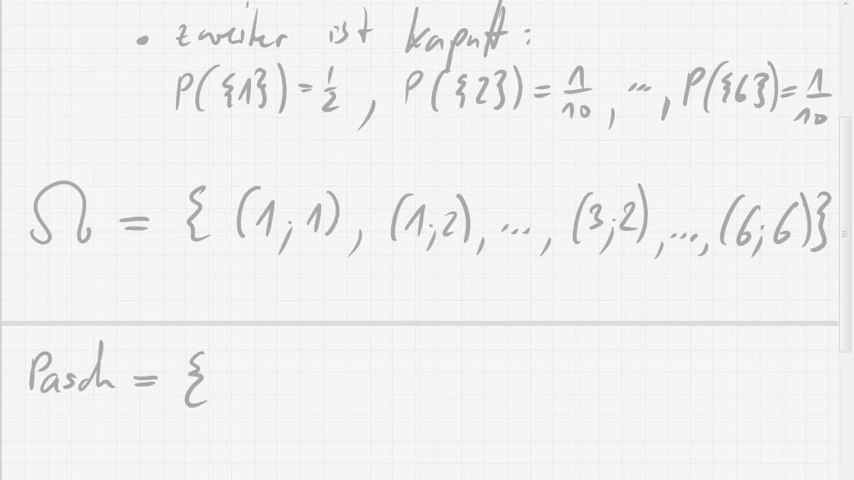 • zweiter ist kaputt:
P({1}) = 1/2, P({2}) = 1/10, ..., P({6}) = 1/10
Ω = { (1;1), (1;2), ..., (3;2), ..., (6;6)}
Pasch = {